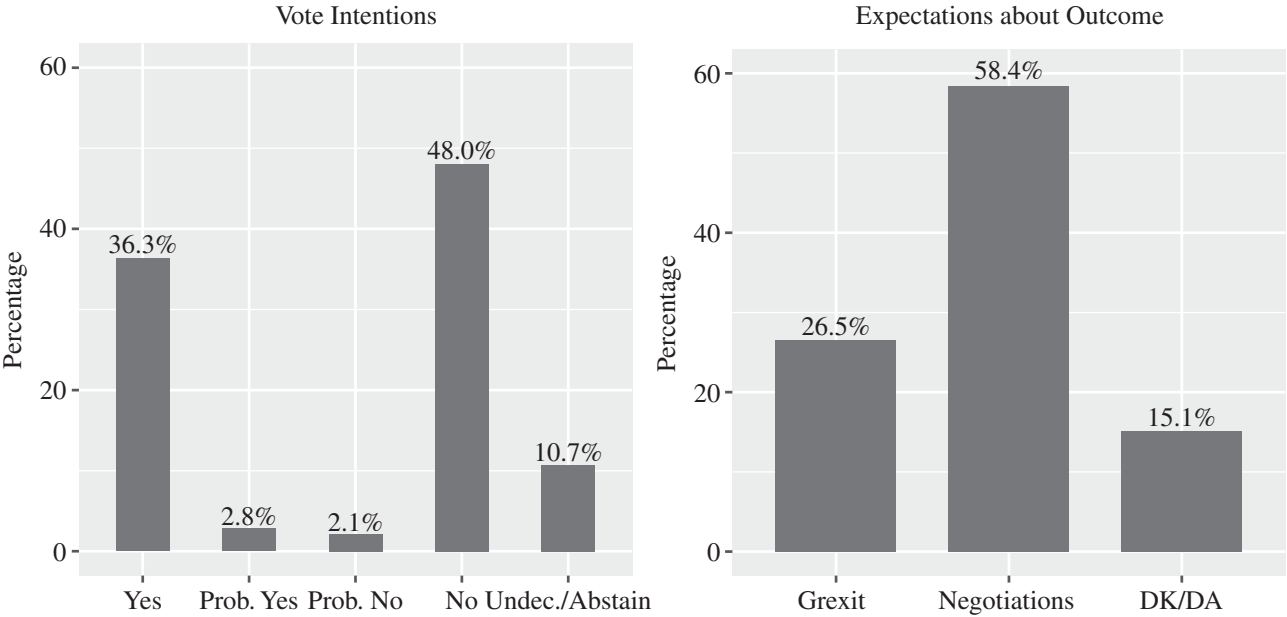 Vote Intentions
Percentage
60
40
20
0
36.3%
2.8%
2.1%
48.0%
10.7%
Yes Prob. Yes Prob. No No Undec./Abstain
Expectations about Outcome
Percentage
60
40
20
0
26.5%
58.4%
15.1%
Grexit Negotiations DK/DA